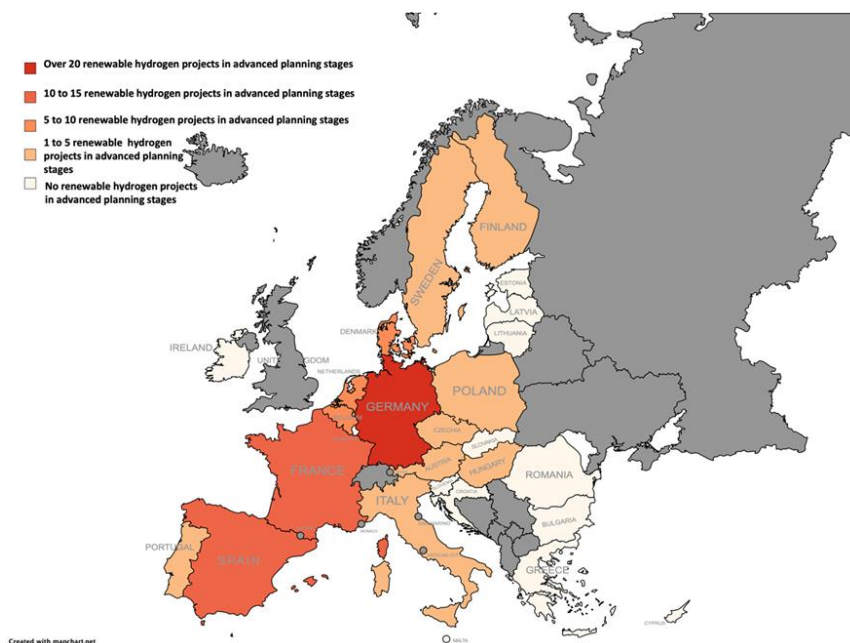 Over 20 renewable hydrogen projects in advanced planning stages
10 to 15 renewable hydrogen projects in advanced planning stages
5 to 10 renewable hydrogen projects in advanced planning stages
1 to 5 renewable hydrogen
projects in advanced planning
stages
No renewable hydrogen projects
in advanced planning stages
FINLAND
SWEDEN
ESTONIA
LATVIA
LITHUANIA
DENMARK
IRELAND
NETHERLANDS
POLAND
GERMANY
CZECHIA
SLOVAKIA
FRANCE
AUSTRIA
HUNGARY
ROMANIA
CROATIA
ITALY
BULGARIA
PORTUGAL
SPAIN
GREECE
CYPRUS
MALTA
Created with mapchart.net